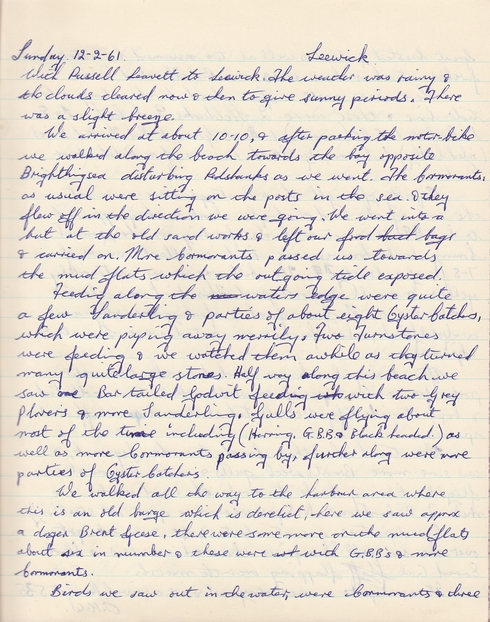 Sunday. 12-2-61. Leewick.
With Russell Leavett to Leewick. The weather was rainy &
the clouds cleared now & then to give sunny periods. There
was a slight breeze.
We arrived at about 10-10, & after parking the motor-bike
we walked along the beach towards the bay opposite
Brightlingsea disturbing Redshanks as we went. The Cormorants,
as usual were sitting on the posts in the sea. & they
flew off in the direction we were going. We went into a
hut at the old sand works & left our food bags
& carried on. More Cormorants passed us towards
the mud flats which the outgoing tide exposed.
Feeding along the waters edge were quite
a few Sanderling & parties of about eight Oyster Catchers,
which were piping away merrily. Two Turnstones
were feeding & we watched them awhile as they turned
many quite large stones. Half way along this beach we
saw one Bar tailed Godwit feeding with two Grey
Plovers & more Sanderling. Gulls were flying about
most of the time including (Herring, G.B.B & Black headed.) as
well as more Cormorants passing by, further along were more
parties of Oyster Catchers.
We walked all the way to the harbour area where
this is an old barge which is derelict, here we saw approx
a dozen Brent Geese, there were some more on the mud flats
about six in number & these were with G.B.B's & more
Cormorants.
Birds we saw out in the water, were Cormorants & three